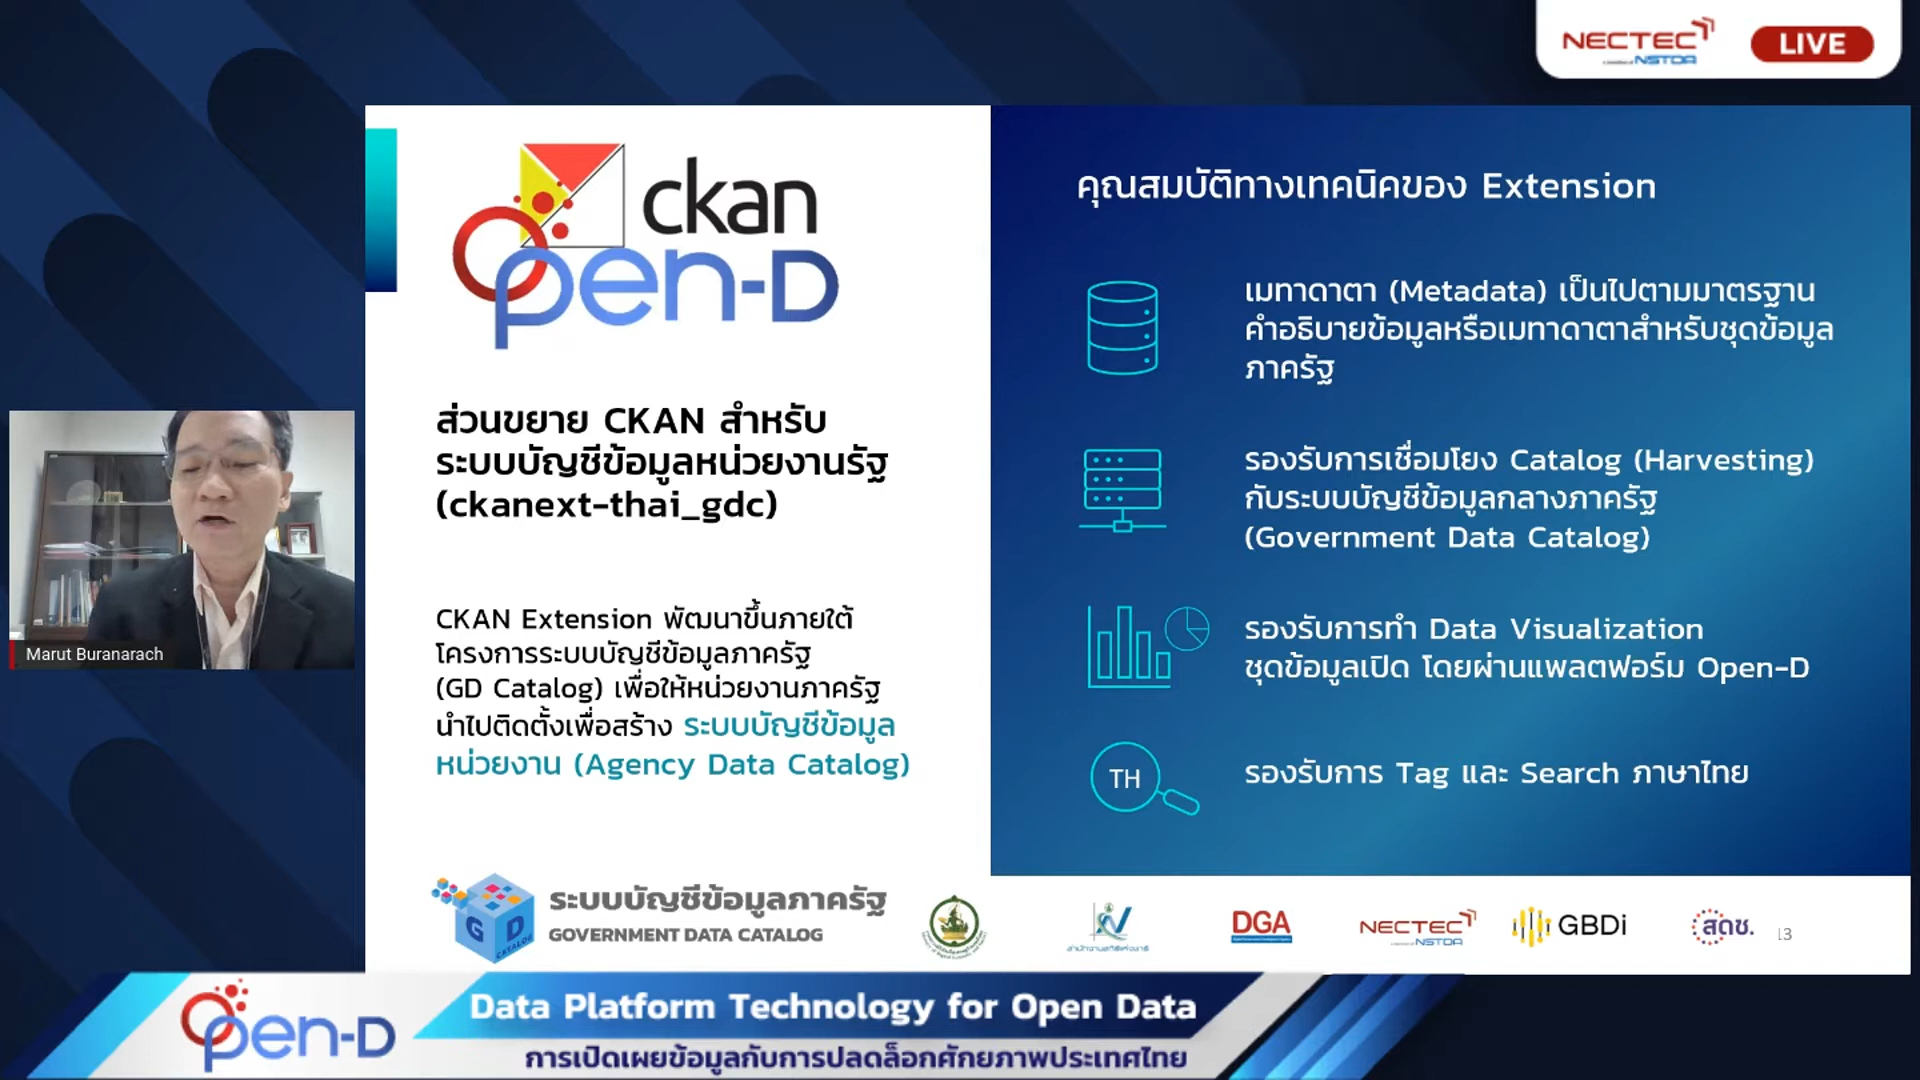 NECTEC
NSTDA
LIVE
ckan
Open-D
ส่วนขยาย CKAN สำหรับ
ระบบบัญชีข้อมูลหน่วยงานรัฐ
(ckanext-thai_gdc)
CKAN Extension พัฒนาขึ้นภายใต้
โครงการระบบบัญชีข้อมูลภาครัฐ
(GD Catalog) เพื่อให้หน่วยงานภาครัฐ
นำไปติดตั้งเพื่อสร้าง ระบบบัญชีข้อมูล
หน่วยงาน (Agency Data Catalog)
คุณสมบัติทางเทคนิคของ Extension
เมทาดาตา (Metadata) เป็นไปตามมาตรฐาน
คำอธิบายข้อมูลหรือเมทาดาตาสำหรับชุดข้อมูล
ภาครัฐ
รองรับการเชื่อมโยง Catalog (Harvesting)
กับระบบบัญชีข้อมูลกลางภาครัฐ
(Government Data Catalog)
รองรับการทำ Data Visualization
ชุดข้อมูลเปิด โดยผ่านแพลตฟอร์ม Open-D
TH
รองรับการ Tag และ Search ภาษาไทย
Marut Buranarach
G D
CATALOG
ระบบบัญชีข้อมูลภาครัฐ
GOVERNMENT DATA CATALOG
สำนักงานสถิติแห่งชาติ
DGA
NECTEC
NSTDA
GBDi
สดช.
13
Open-D
Data Platform Technology for Open Data
การเปิดเผยข้อมูลกับการปลดล็อกศักยภาพประเทศไทย